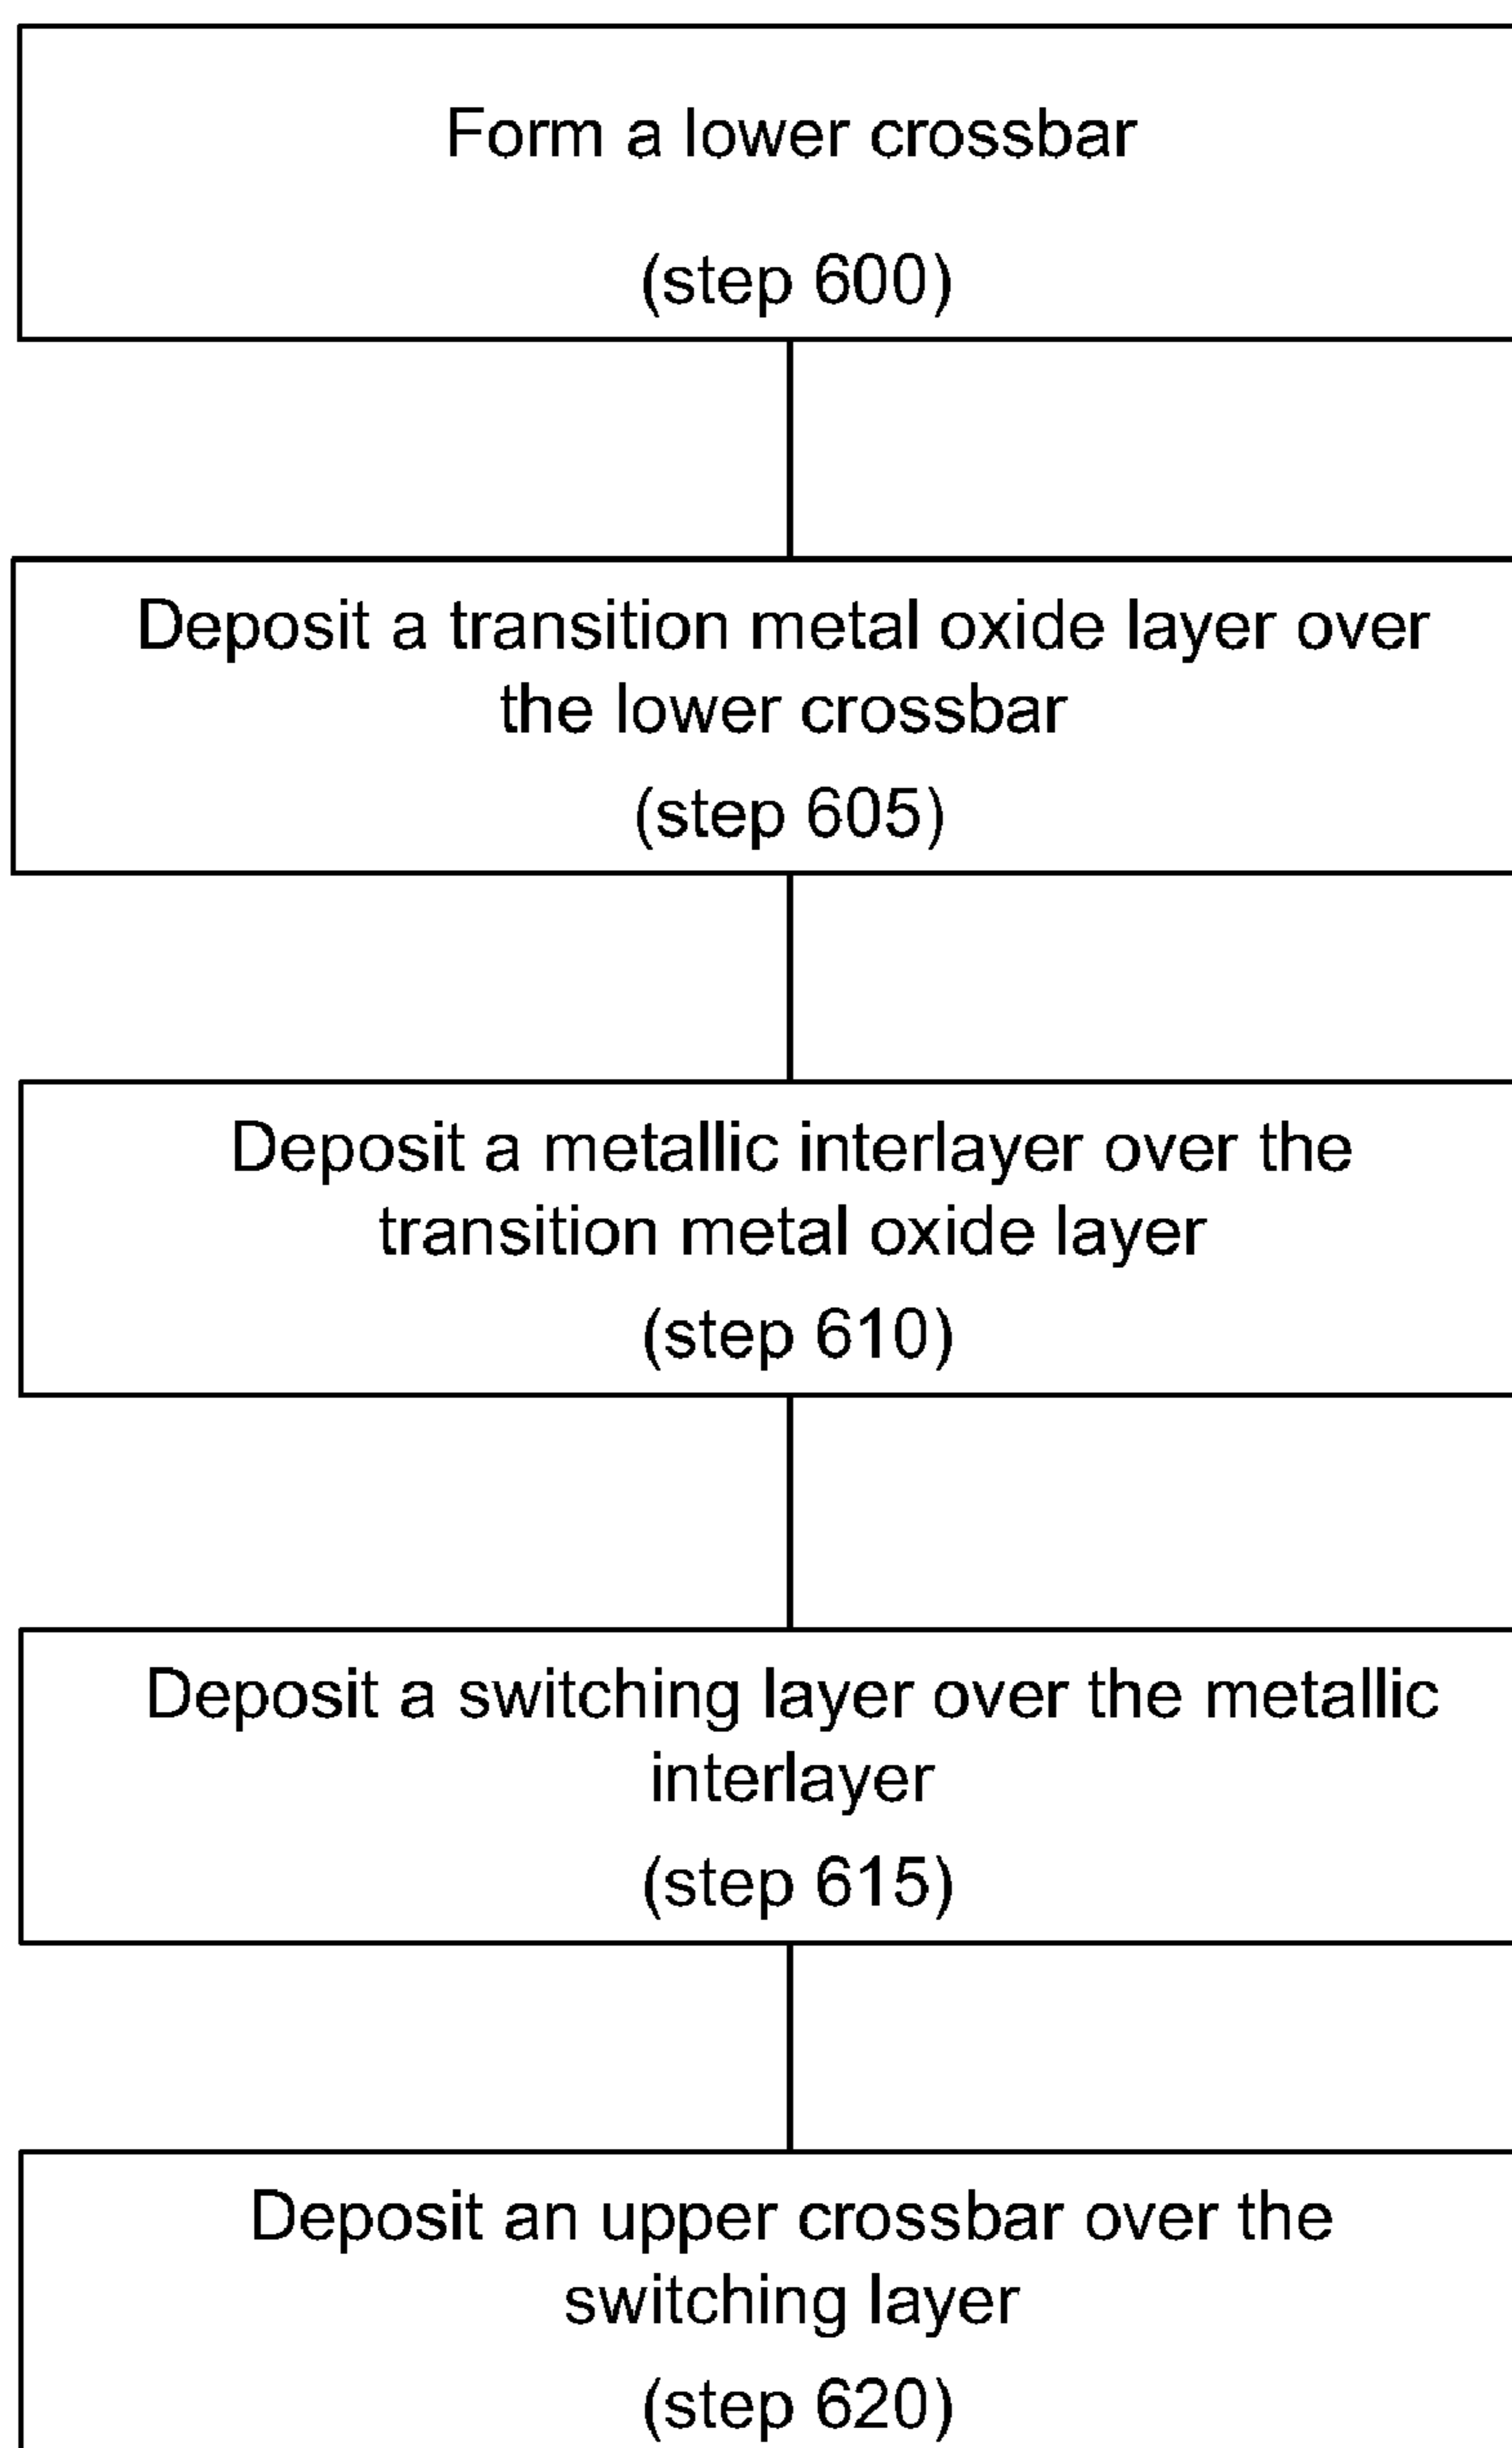 Form a lower crossbar
(step 600)
Deposit a transition metal oxide layer over
the lower crossbar
(step 605)
Deposit a metallic interlayer over the
transition metal oxide layer
(step 610)
Deposit a switching layer over the metallic
interlayer
(step 615)
Deposit an upper crossbar over the
switching layer
(step 620)